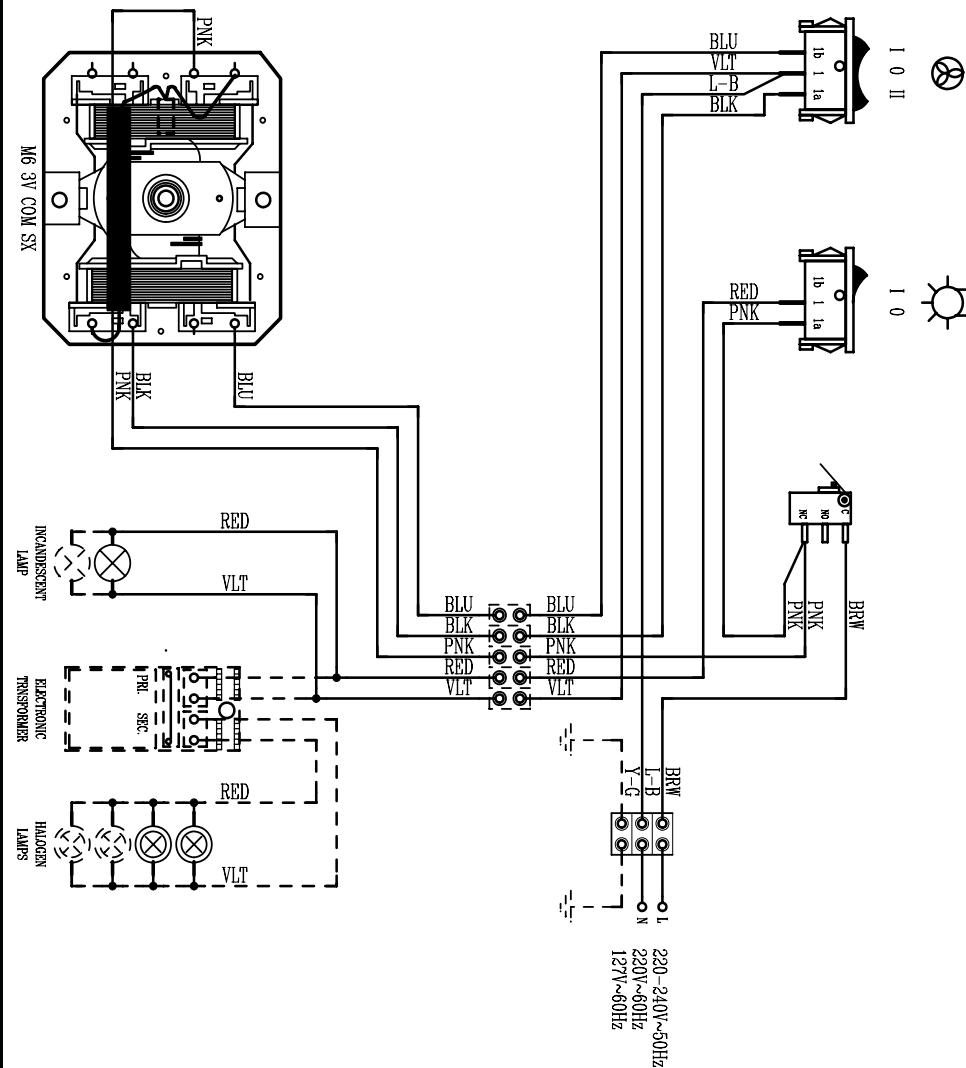 PNK
M6 3V COM SX
BLU
VLT
L-B
BLK
1b
1
1a
I 0 II
RED
PNK
1b
1
1a
I 0
BLK
PNK
BLU
C
NO
NC
PNK
PNK
BRW
RED
VLT
INCANDESCENT
LAMP
BLU
BLK
PNK
RED
VLT
BLU
BLK
PNK
RED
VLT
PRI.
SEC.
ELECTRONIC
TRNSFORMER
RED
VLT
HALOGEN
LAMPS
BRW
L-B
Y-G
L
N
220-240V~50Hz
220V~60Hz
127V~60Hz